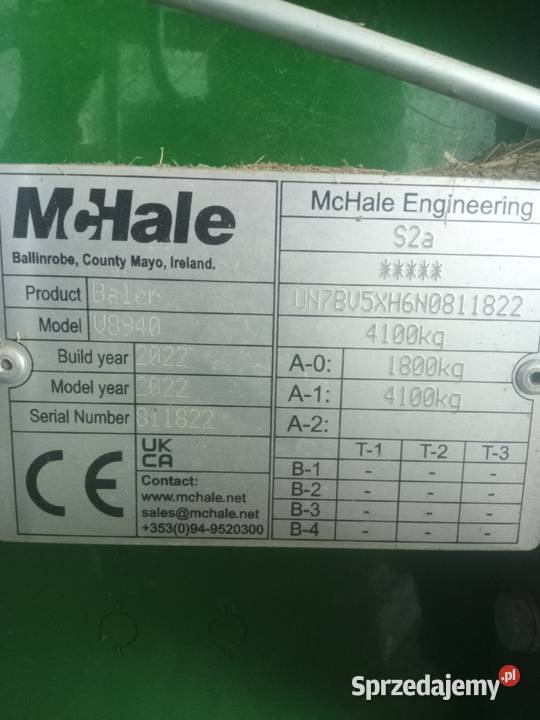 McHale
Ballinrobe, County Mayo, Ireland.
Product Baler
Model V8940
Build year 2022
Model year 2022
Serial Number 811822
CE
UK
CA
Contact:
www.mchale.net
sales@mchale.net
+353(0)94-9520300
McHale Engineering
S2a
*****
UN7BV5XH6N0811822
4100kg
A-0: 1800kg
A-1: 4100kg
A-2:
T-1 T-2 T-3
B-1 - - -
B-2 - - -
B-3 - - -
B-4 - - -
Sprzedajemy.pl